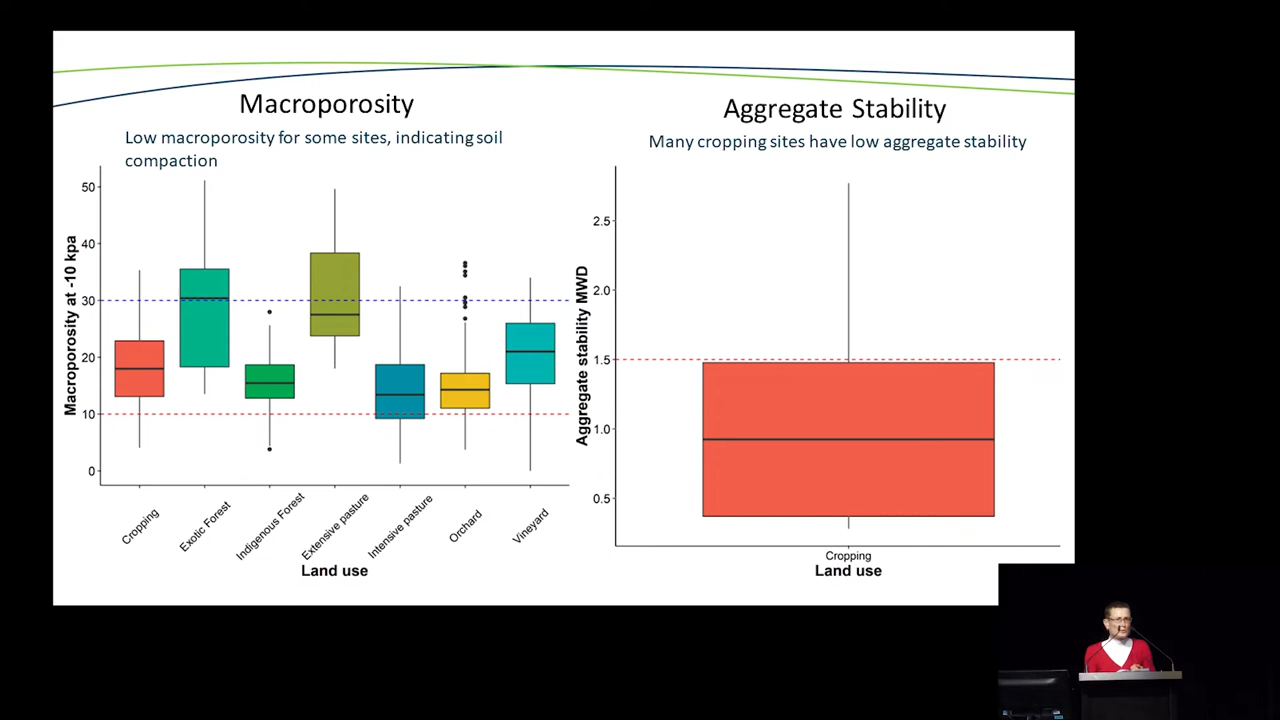 Macroporosity
Low macroporosity for some sites, indicating soil
compaction
Macroporosity at -10 kpa
50
40
30
20
10
0
Cropping
Exotic Forest
Indigenous Forest
Extensive pasture
Intensive pasture
Orchard
Vineyard
Land use
Aggregate Stability
Many cropping sites have low aggregate stability
Aggregate stability MWD
2.5
2.0
1.5
1.0
0.5
Cropping
Land use